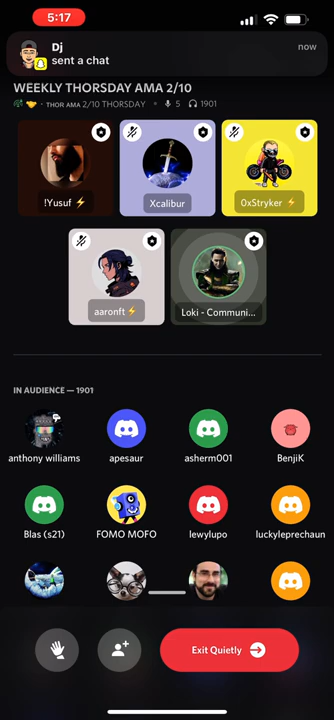 5:17
Dj
now
sent a chat
WEEKLY THORSDAY AMA 2/10
• THOR AMA 2/10 THORSDAY • 5 1901
!Yusuf ⚡
Xcalibur
0xStryker ⚡
aaronft ⚡
Loki - Communi...
IN AUDIENCE — 1901
anthony williams
apesaur
asherm001
BenjiK
Blas (s21)
FOMO MOFO
lewylupo
luckyleprechaun
Exit Quietly